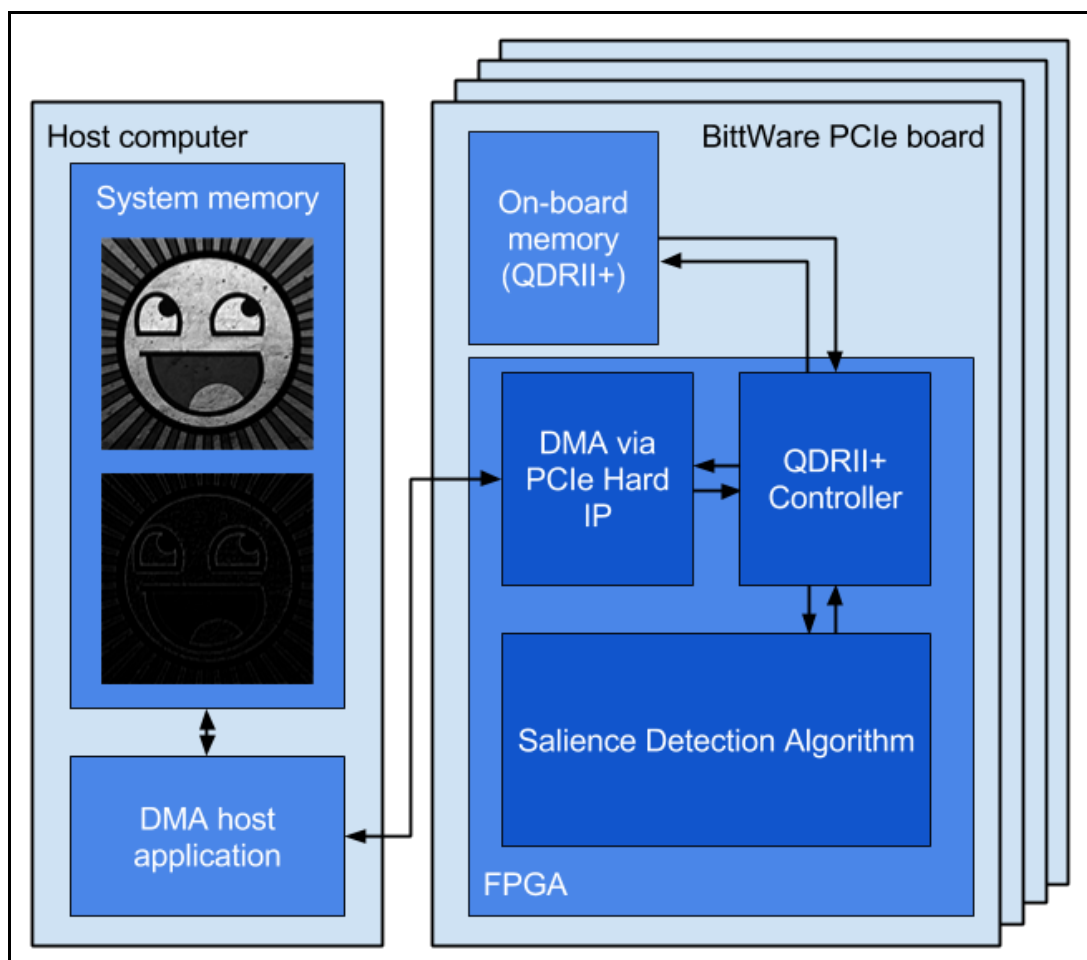 Host computer
System memory
DMA host
application
BittWare PCIe board
On-board
memory
(QDRII+)
DMA via
PCIe Hard
IP
QDRII+
Controller
Salience Detection Algorithm
FPGA